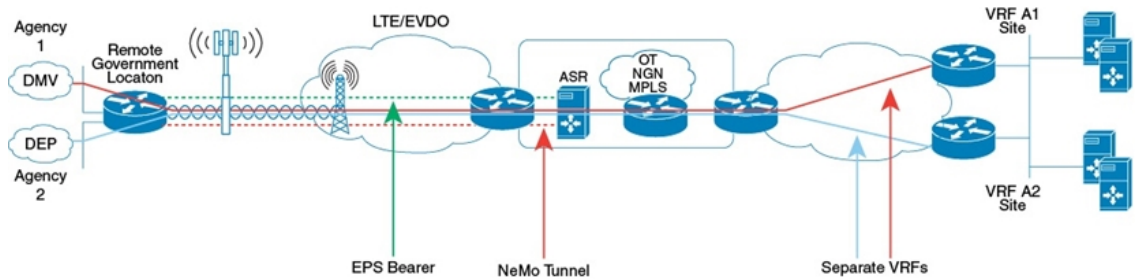 Agency
1
DMV
DEP
Agency
2
Remote
Government
Locaton
LTE/EVDO
ASR
OT
NGN
MPLS
VRF A1
Site
VRF A2
Site
EPS Bearer
NeMo Tunnel
Separate VRFs